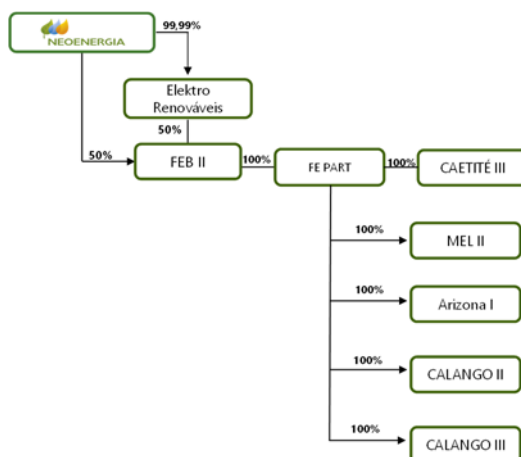 NEOENERGIA
99,99%
Elektro
Renováveis
50%
50%
FEB II
100%
FE PART
100%
CAETITÉ III
100%
MEL II
100%
Arizona I
100%
CALANGO II
100%
CALANGO III